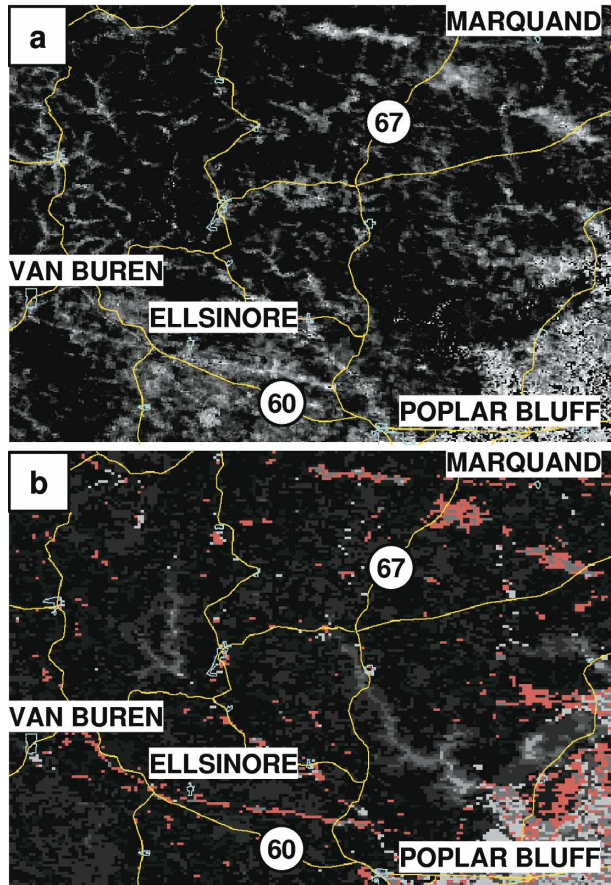 a
MARQUAND
67
VAN BUREN
ELLSINORE
60
POPLAR BLUFF
b
MARQUAND
67
VAN BUREN
ELLSINORE
60
POPLAR BLUFF